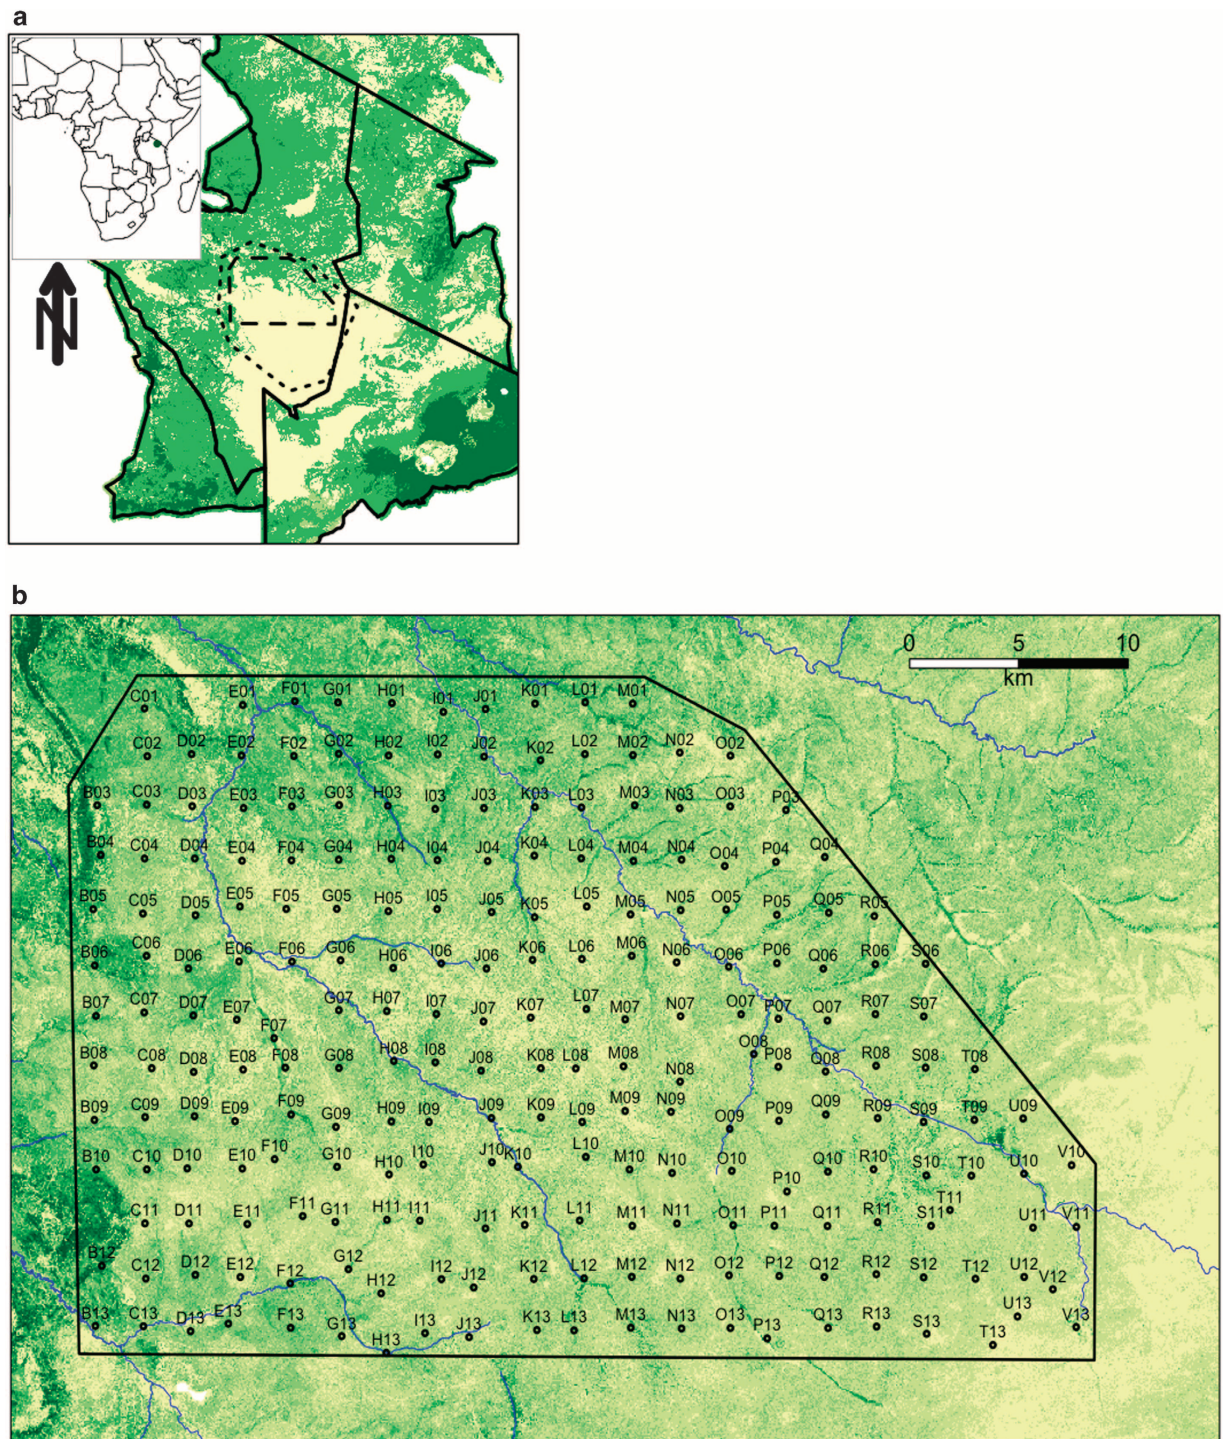 a
N
b
0 5 10
km
C01 E01 F01 G01 H01 I01 J01 K01 L01 M01
C02 D02 E02 F02 G02 H02 I02 J02 K02 L02 M02 N02 O02
B03 C03 D03 E03 F03 G03 H03 I03 J03 K03 L03 M03 N03 O03 P03
B04 C04 D04 E04 F04 G04 H04 I04 J04 K04 L04 M04 N04 O04 P04 Q04
B05 C05 D05 E05 F05 G05 H05 I05 J05 K05 L05 M05 N05 O05 P05 Q05 R05
B06 C06 D06 E06 F06 G06 H06 I06 J06 K06 L06 M06 N06 O06 P06 Q06 R06 S06
B07 C07 D07 E07 F07 G07 H07 I07 J07 K07 L07 M07 N07 O07 P07 Q07 R07 S07
B08 C08 D08 E08 F08 G08 H08 I08 J08 K08 L08 M08 N08 O08 P08 Q08 R08 S08 T08
B09 C09 D09 E09 F09 G09 H09 I09 J09 K09 L09 M09 N09 O09 P09 Q09 R09 S09 T09 U09
B10 C10 D10 E10 F10 G10 H10 I10 J10 K10 L10 M10 N10 O10 P10 Q10 R10 S10 T10 U10 V10
C11 D11 E11 F11 G11 H11 I11 J11 K11 L11 M11 N11 O11 P11 Q11 R11 S11 T11 U11 V11
B12 C12 D12 E12 F12 G12 H12 I12 J12 K12 L12 M12 N12 O12 P12 Q12 R12 S12 T12 U12 V12
B13 C13 D13 E13 F13 G13 H13 I13 J13 K13 L13 M13 N13 O13 P13 Q13 R13 S13 T13 U13 V13